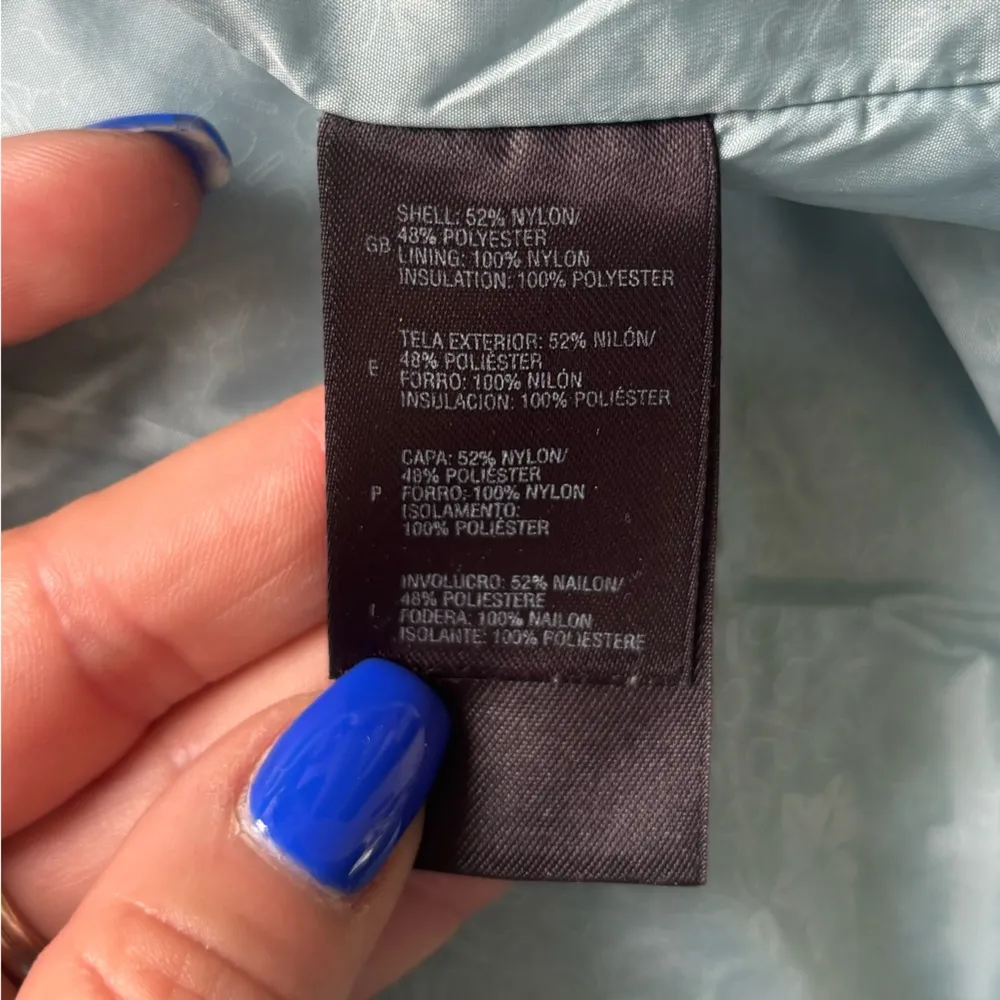 GB
SHELL: 52% NYLON/
48% POLYESTER
LINING: 100% NYLON
INSULATION: 100% POLYESTER
E
TELA EXTERIOR: 52% NILÓN/
48% POLIÉSTER
FORRO: 100% NILÓN
INSULACION: 100% POLIÉSTER
P
CAPA: 52% NYLON/
48% POLIÉSTER
FORRO: 100% NYLON
ISOLAMENTO:
100% POLIÉSTER
I
INVOLUCRO: 52% NAILON/
48% POLIESTERE
FODERA: 100% NAILON
ISOLANTE: 100% POLIESTERE